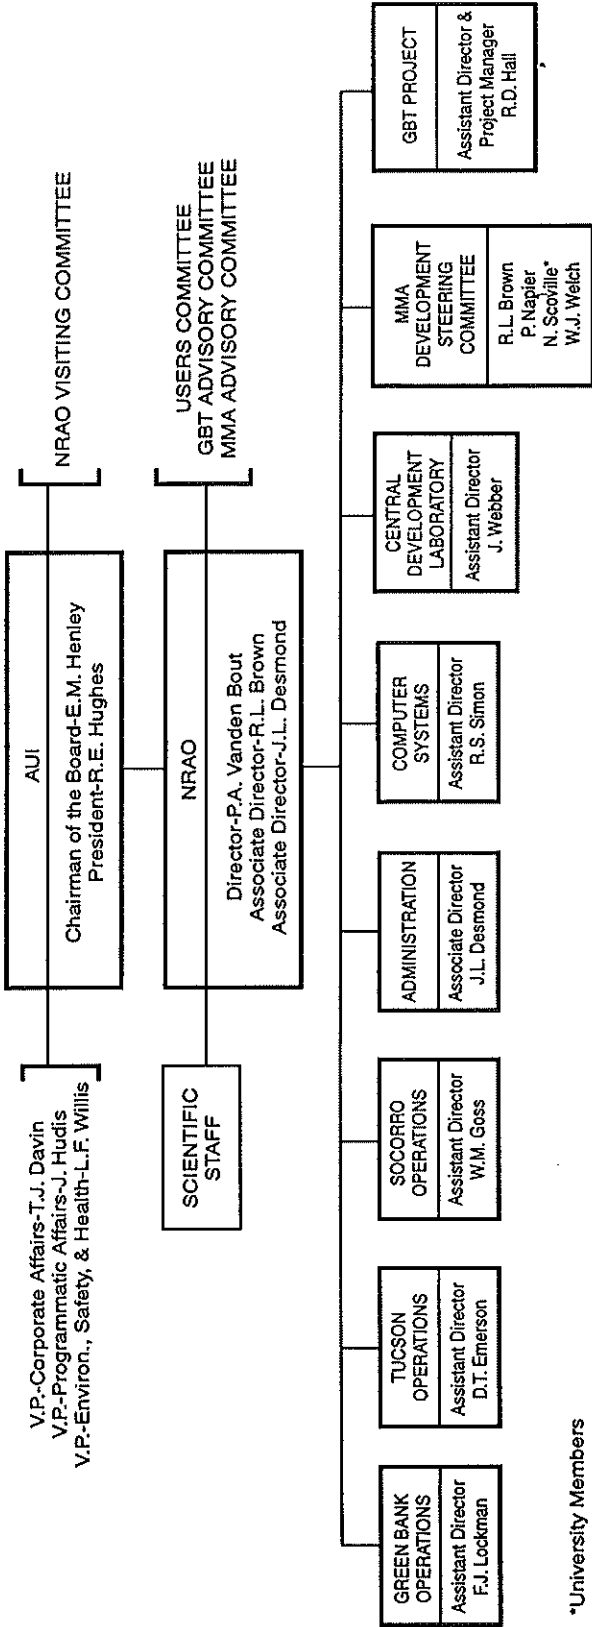 AUI
Chairman of the Board-E.M. Henley
President-R.E. Hughes
V.P.-Corporate Affairs-T.J. Davin
V.P.-Programmatic Affairs-J. Hudis
V.P.-Environ., Safety, & Health-L.F. Willis
NRAO VISITING COMMITTEE
NRAO
Director-P.A. Vanden Bout
Associate Director-R.L. Brown
Associate Director-J.L. Desmond
SCIENTIFIC
STAFF
USERS COMMITTEE
GBT ADVISORY COMMITTEE
MMA ADVISORY COMMITTEE
GREEN BANK
OPERATIONS
Assistant Director
F.J. Lockman
TUCSON
OPERATIONS
Assistant Director
D.T. Emerson
SOCORRO
OPERATIONS
Assistant Director
W.M. Goss
ADMINISTRATION
Associate Director
J.L. Desmond
COMPUTER
SYSTEMS
Assistant Director
R.S. Simon
CENTRAL
DEVELOPMENT
LABORATORY
Assistant Director
J. Webber
MMA
DEVELOPMENT
STEERING
COMMITTEE
R.L. Brown
P. Napier
N. Scoville*
W.J. Welch
GBT PROJECT
Assistant Director &
Project Manager
R.D. Hall
*University Members